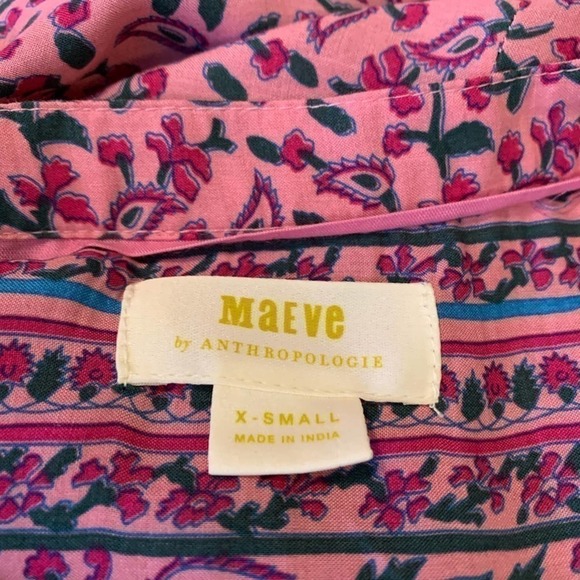 MaEVe
by ANTHROPOLOGIE
X-SMALL
MADE IN INDIA